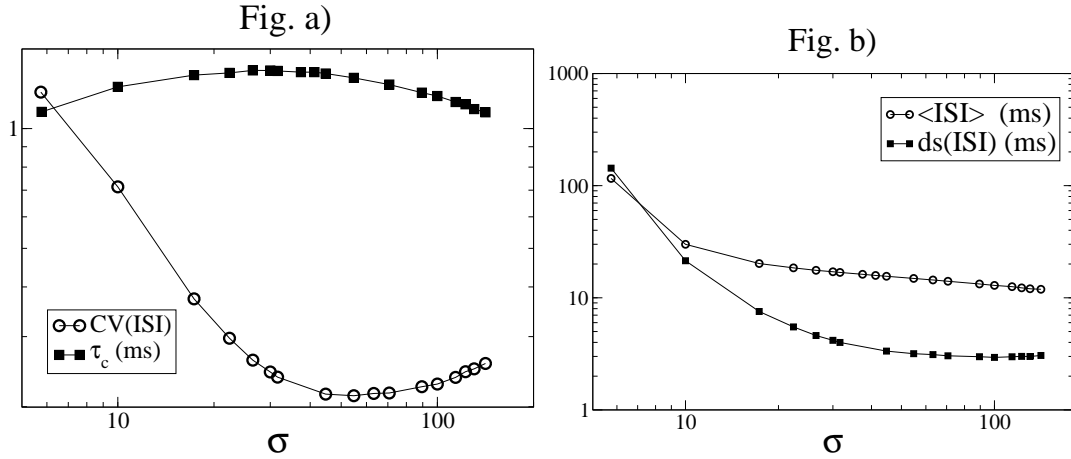 Fig. a)
1
CV(ISI)
τc (ms)
10
100
σ
Fig. b)
1000
100
10
1
<ISI> (ms)
ds(ISI) (ms)
10
100
σ